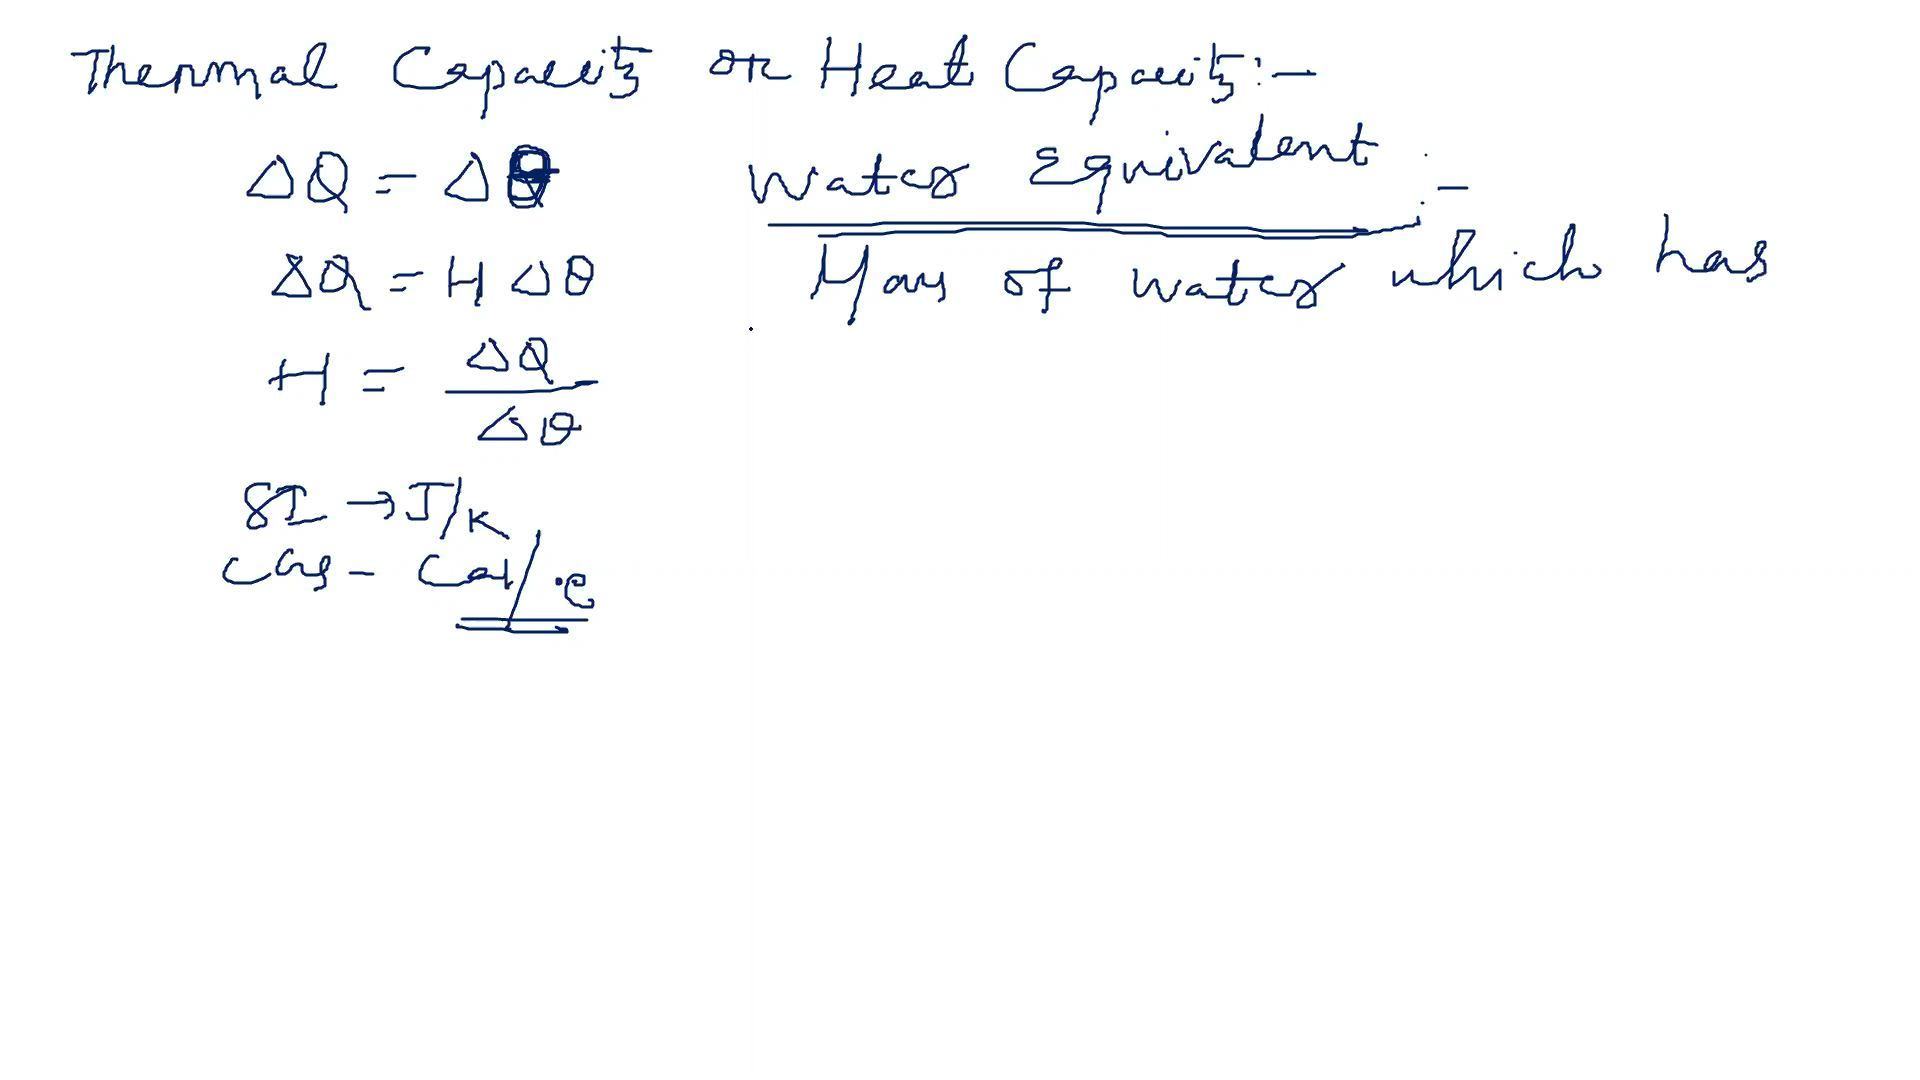 Thermal Capacity or Heat Capacity :-
ΔQ = Δθ
ΔQ = H Δθ
H = ΔQ / Δθ
SI → J/K
CGS - Cal/°C
Water Equivalent :-
Mass of water which has